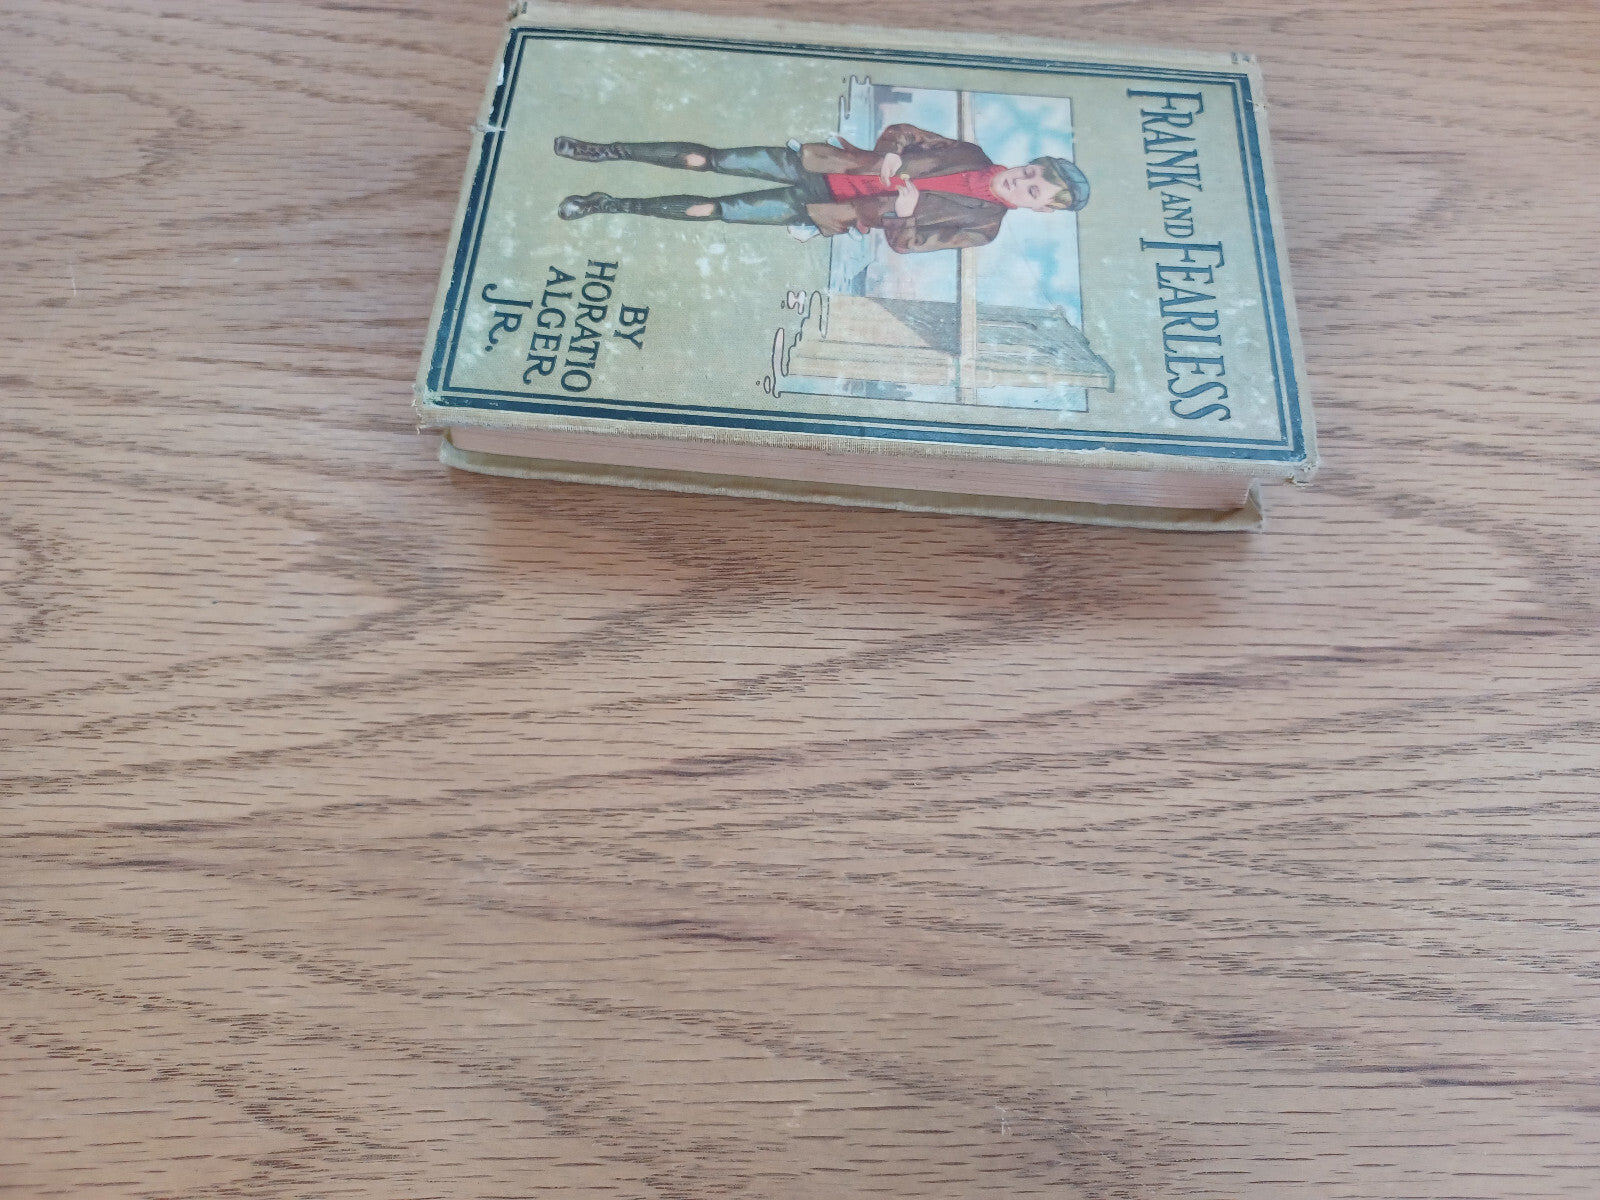 FRANK AND FEARLESS
BY
HORATIO
ALGER
JR.